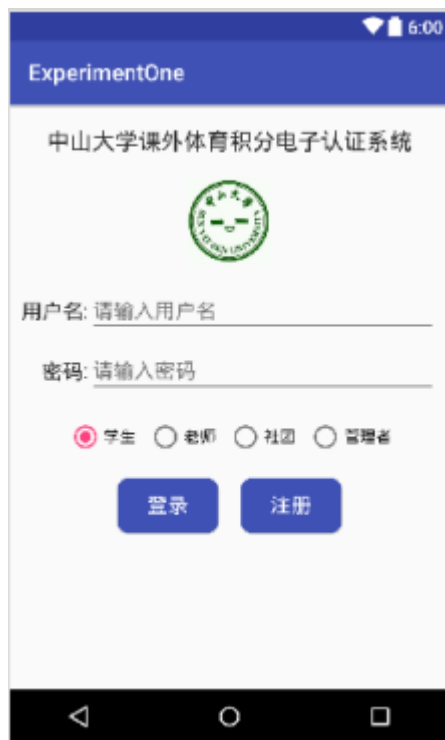 6:00
ExperimentOne
中山大学课外体育积分电子认证系统
用户名: 请输入用户名
密码: 请输入密码
学生 老师 社团 管理者
登录 注册